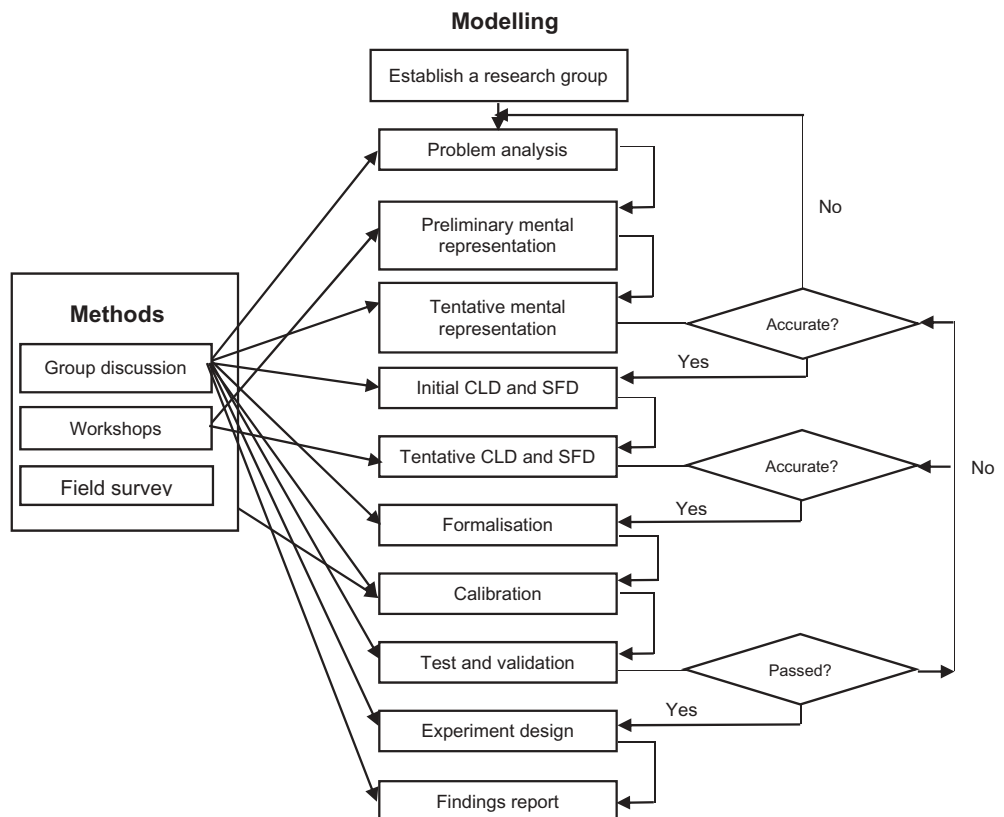 Modelling
Establish a research group
Problem analysis
No
Preliminary mental
representation
Methods
Tentative mental
representation
Accurate?
Group discussion
Yes
Initial CLD and SFD
Workshops
Tentative CLD and SFD
Accurate?
No
Field survey
Yes
Formalisation
Calibration
Test and validation
Passed?
Yes
Experiment design
Findings report